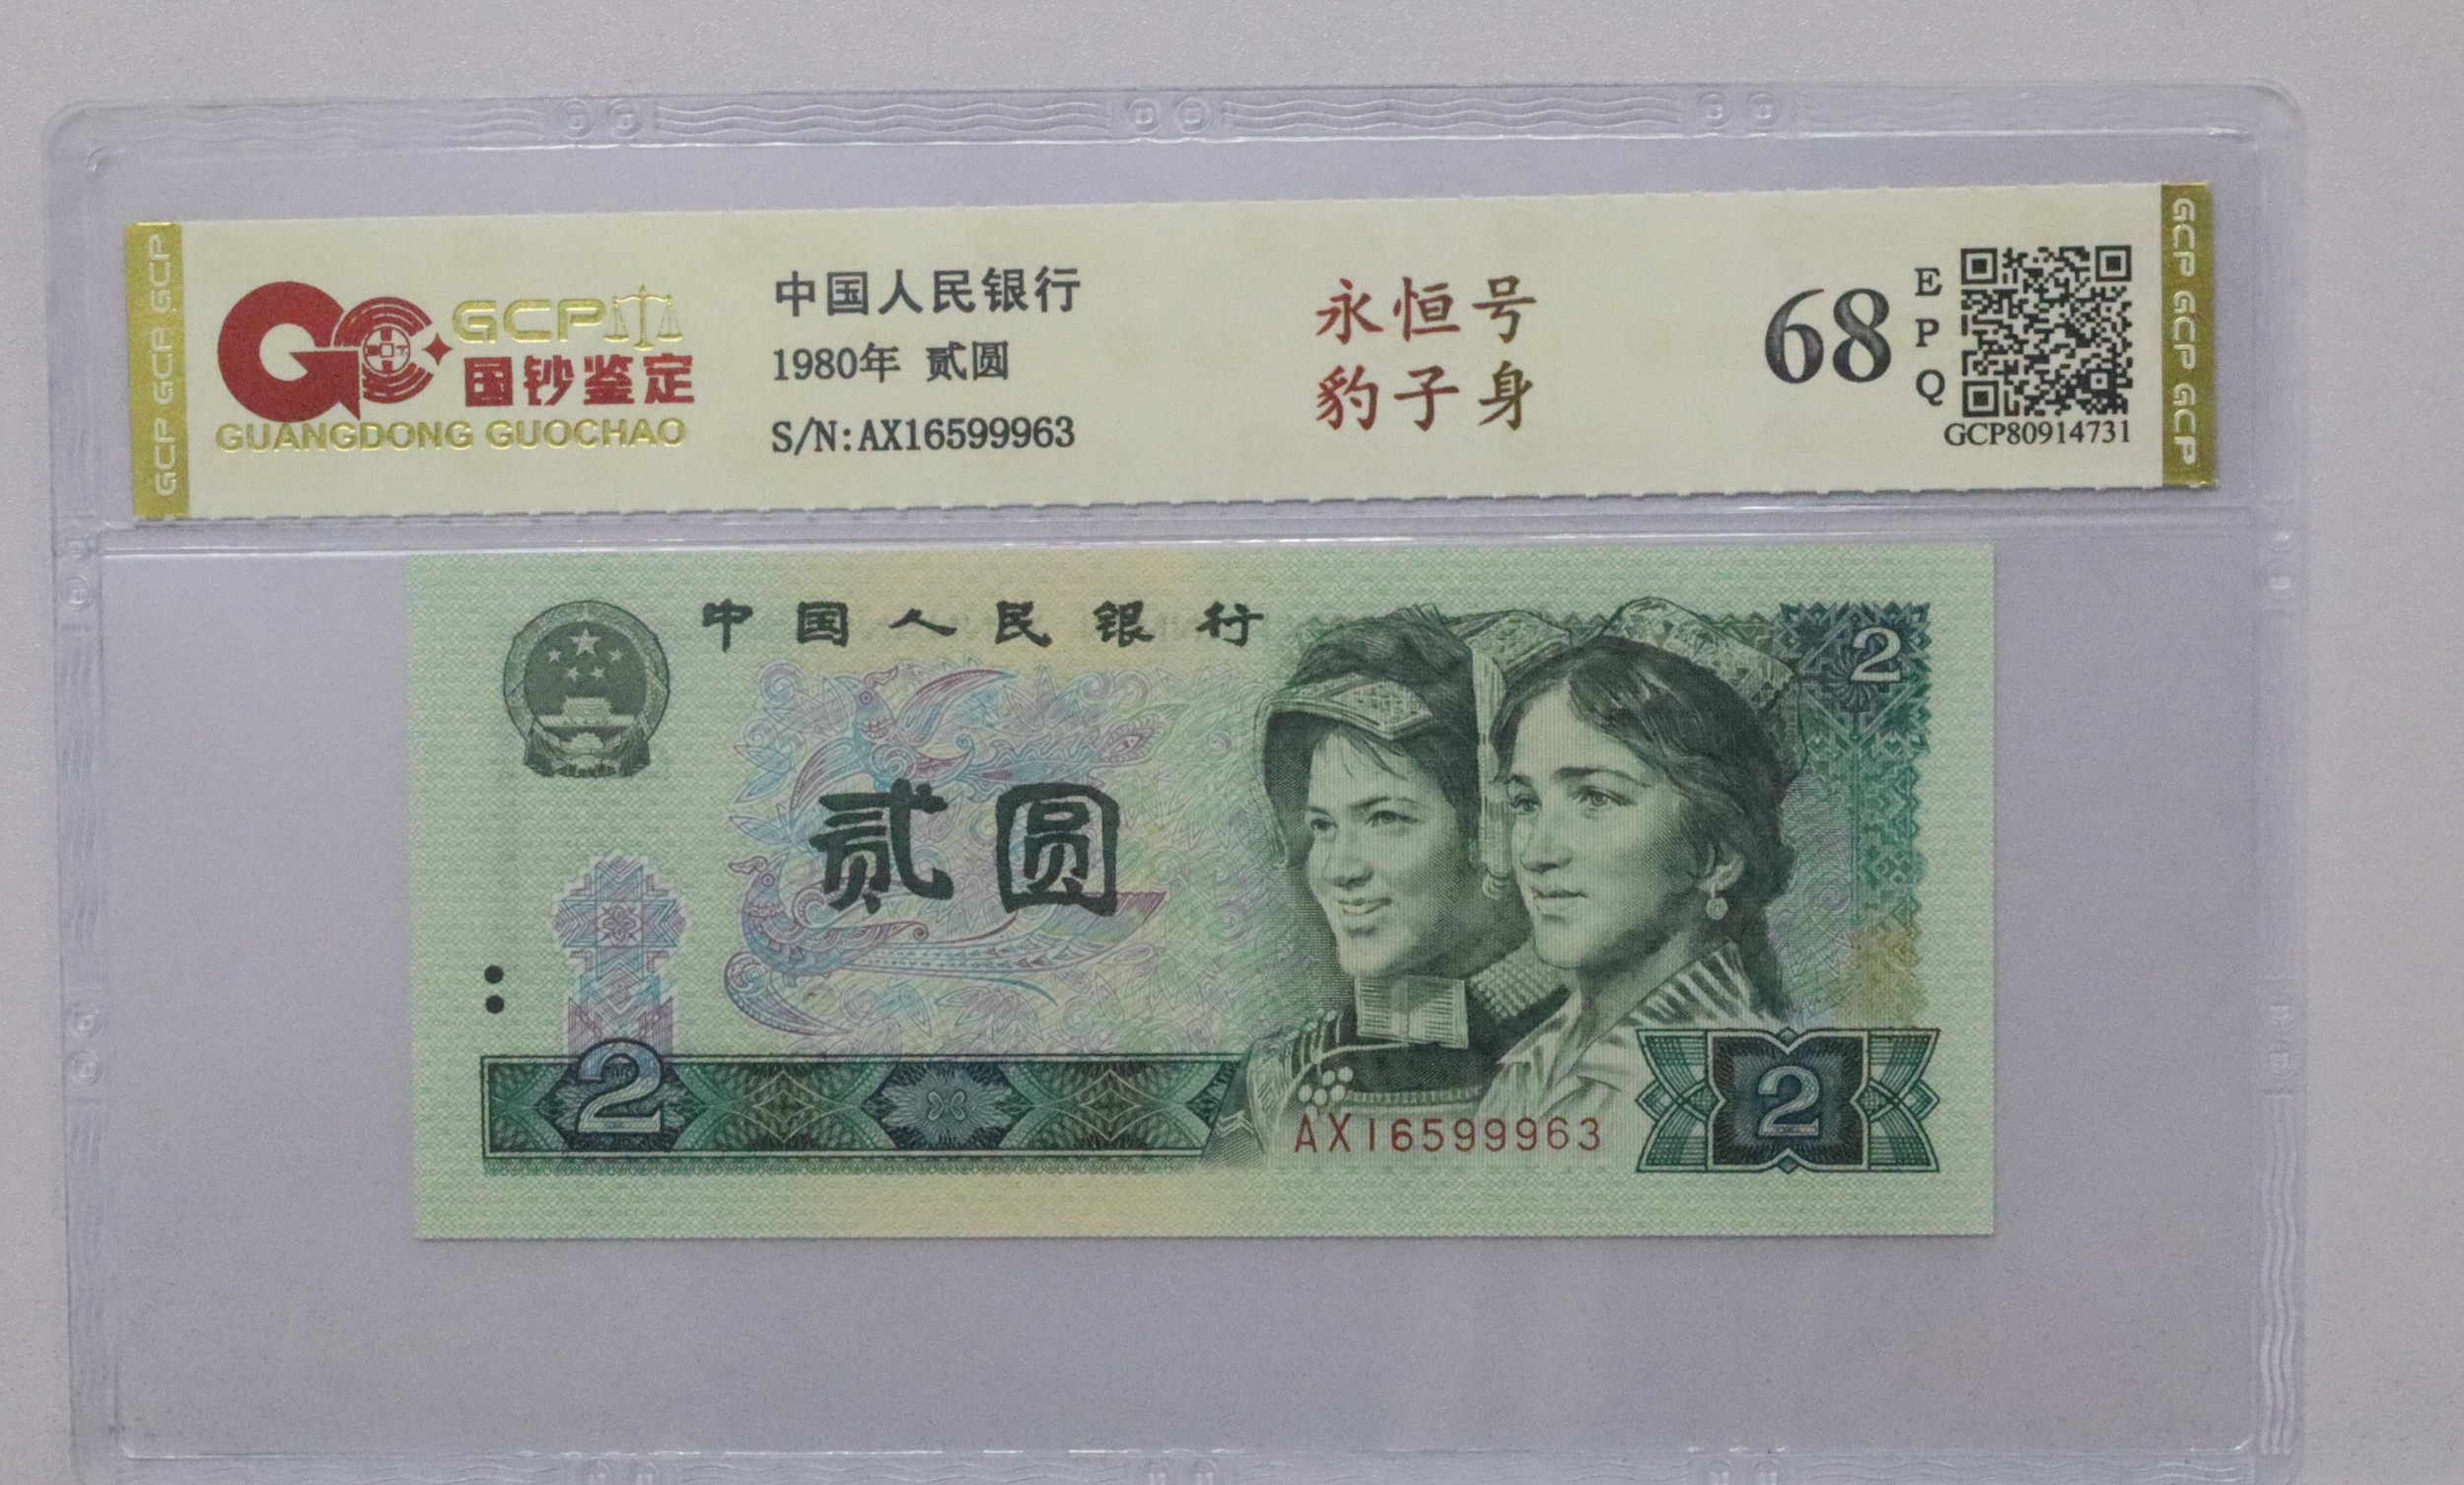 GCP
国钞鉴定
GUANGDONG GUOCHAO
中国人民银行
1980年 贰圆
S/N:AX16599963
永恒号
豹子身
68
EPQ
GCP80914731
GCP GCP GCP
GCP GCP GCP
中国人民银行
2
贰圆
2
AX16599963
2